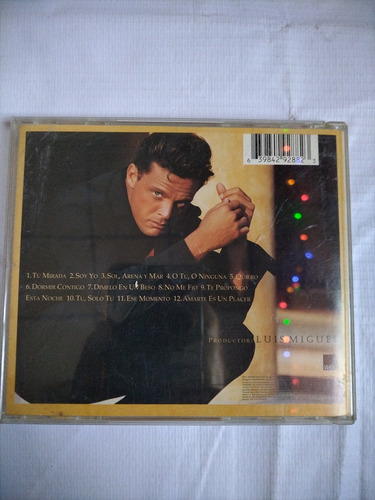 6 39842 92882 3
1. TÚ MIRADA 2. SOY YO 3. SOL, ARENA Y MAR 4. O TÚ, O NINGUNA 5. QUIERO
6. DORMIR CONTIGO 7. DÍMELO EN UN BESO 8. NO ME FÍO 9. TE PROPONGO
ESTA NOCHE 10. TÚ, SOLO TÚ 11. ESE MOMENTO 12. AMARTE ES UN PLACER
PRODUCTOR: LUIS MIGUEL